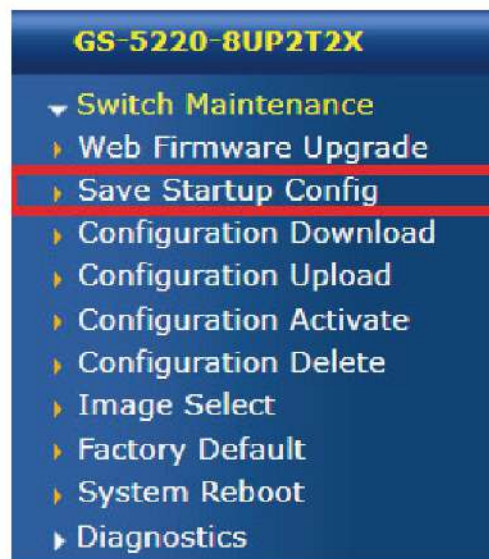 GS-5220-8UP2T2X
Switch Maintenance
Web Firmware Upgrade
Save Startup Config
Configuration Download
Configuration Upload
Configuration Activate
Configuration Delete
Image Select
Factory Default
System Reboot
Diagnostics